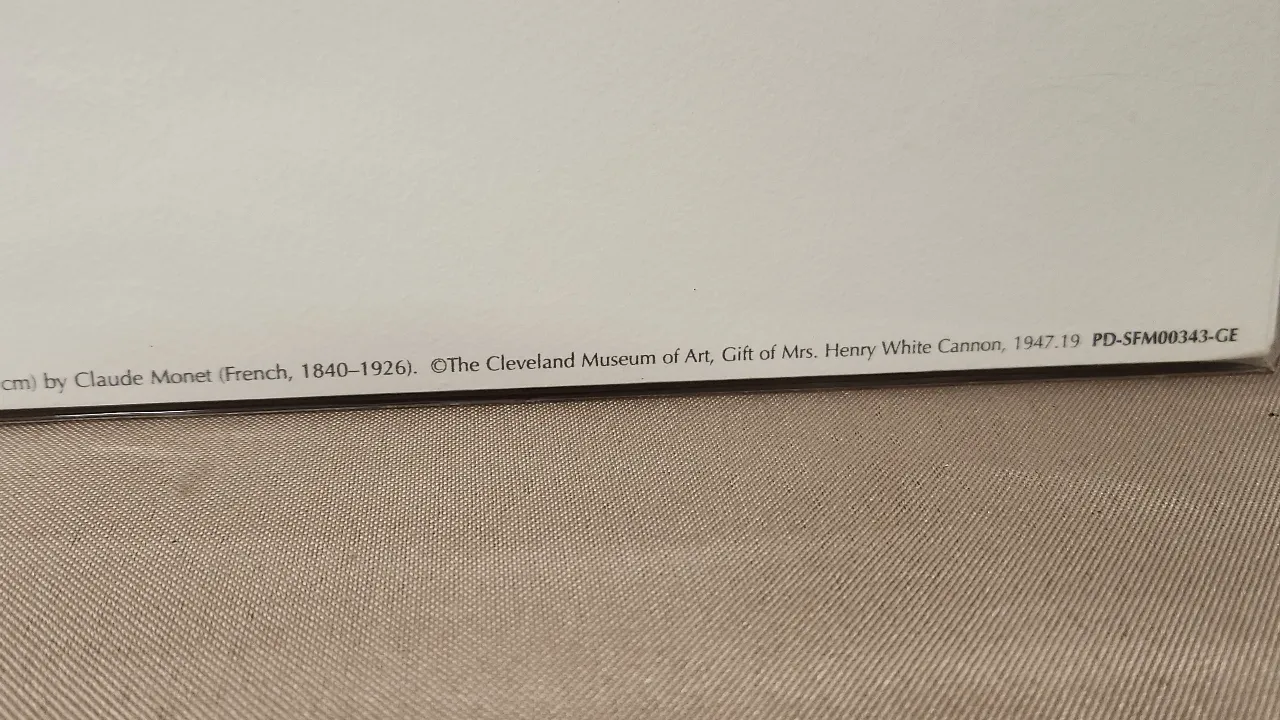 cm) by Claude Monet (French, 1840–1926). ©The Cleveland Museum of Art, Gift of Mrs. Henry White Cannon, 1947.19 PD-SFM00343-GE